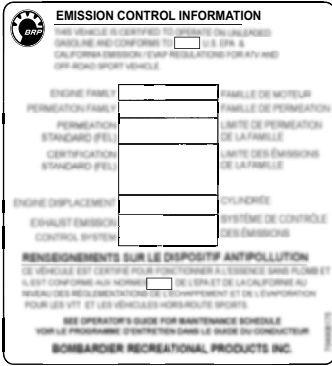 BRP
EMISSION CONTROL INFORMATION
THIS VEHICLE IS CERTIFIED TO OPERATE ON UNLEADED
GASOLINE AND CONFORMS TO U.S. EPA &
CALIFORNIA EMISSION / EVAP REGULATIONS FOR ATV AND
OFF-ROAD SPORT VEHICLE.
ENGINE FAMILY FAMILLE DE MOTEUR
PERMEATION FAMILY FAMILLE DE PERMEATION
PERMEATION STANDARD (FEL) LIMITE DE PERMEATION DE LA FAMILLE
CERTIFICATION STANDARD (FEL) LIMITE DES ÉMISSIONS DE LA FAMILLE
ENGINE DISPLACEMENT CYLINDRÉE
EXHAUST EMISSION CONTROL SYSTEM SYSTÈME DE CONTRÔLE DES ÉMISSIONS
RENSEIGNEMENTS SUR LE DISPOSITIF ANTIPOLLUTION
CE VÉHICULE EST CERTIFIÉ POUR FONCTIONNER À L'ESSENCE SANS PLOMB ET
IL EST CONFORME AUX NORMES DE L'EPA ET DE LA CALIFORNIE AU
NIVEAU DES RÉGLEMENTATIONS DE L'ÉCHAPPEMENT ET DE L'ÉVAPORATION
POUR LES VTT ET LES VÉHICULES HORS-ROUTE SPORTS.
SEE OPERATOR'S GUIDE FOR MAINTENANCE SCHEDULE
VOIR LE PROGRAMME D'ENTRETIEN DANS LE GUIDE DU CONDUCTEUR
BOMBARDIER RECREATIONAL PRODUCTS INC.